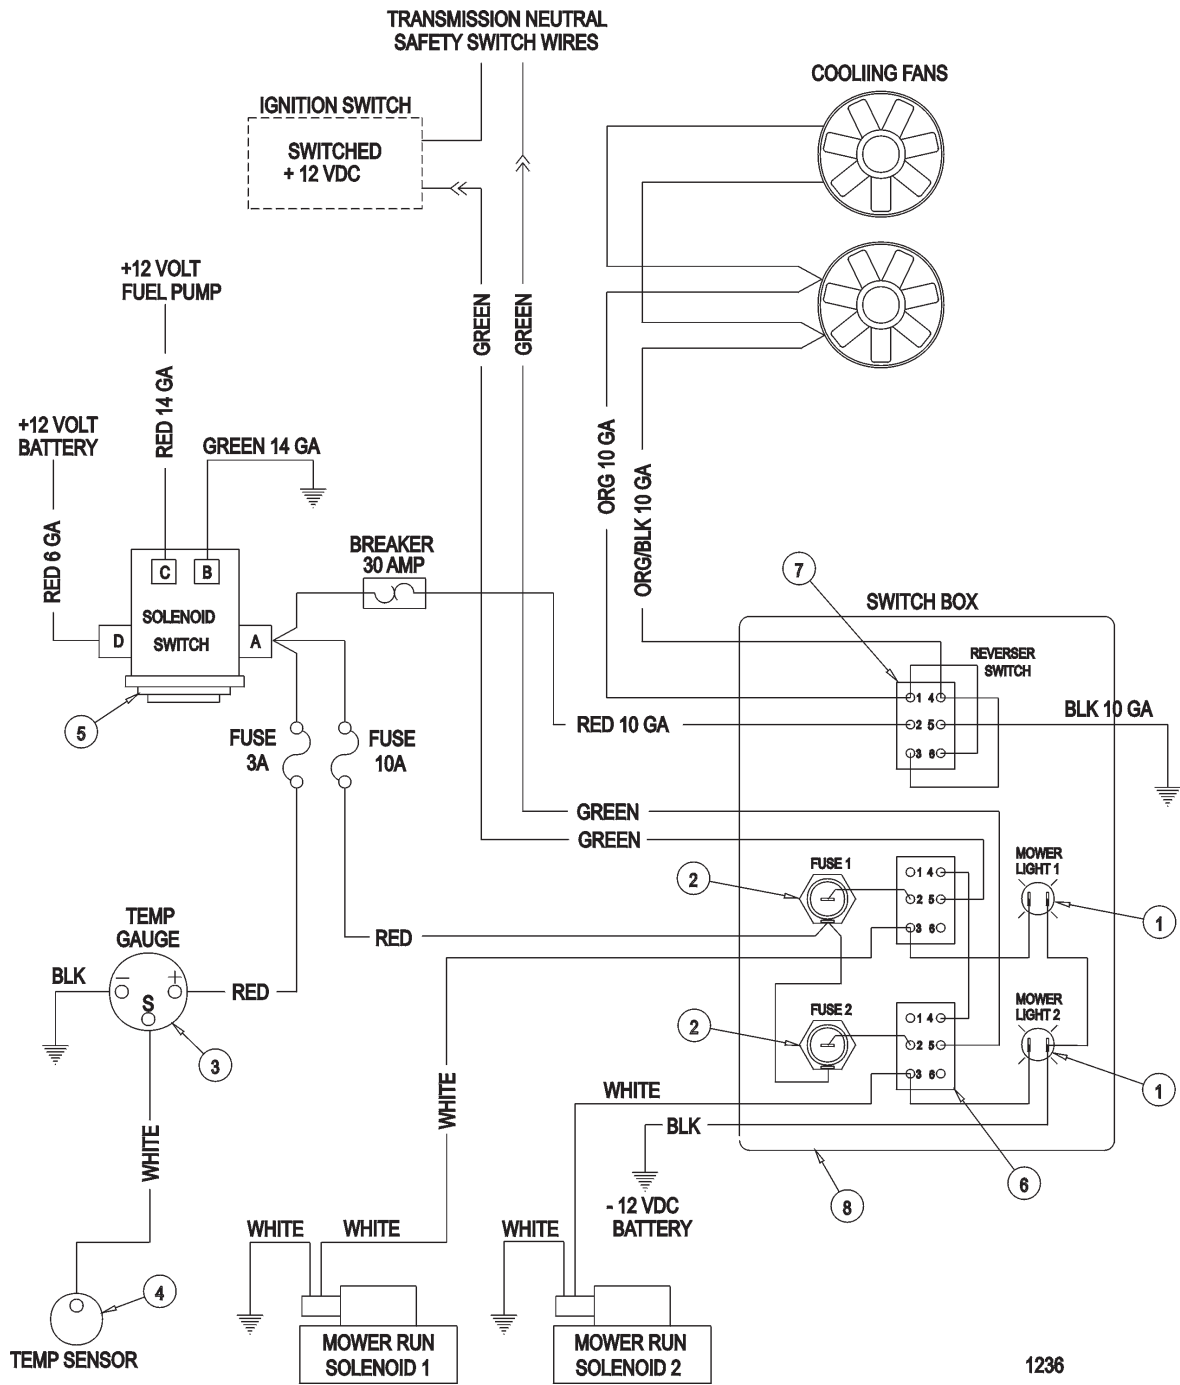 TRANSMISSION NEUTRAL
SAFETY SWITCH WIRES
COOLIING FANS
IGNITION SWITCH
SWITCHED
+ 12 VDC
+12 VOLT
FUEL PUMP
GREEN
GREEN
RED 14 GA
+12 VOLT
BATTERY
GREEN 14 GA
ORG 10 GA
ORG/BLK 10 GA
RED 6 GA
BREAKER
30 AMP
C
B
7
SWITCH BOX
SOLENOID
SWITCH
D
A
REVERSER
SWITCH
1 4
2 5
3 6
BLK 10 GA
RED 10 GA
5
FUSE
3A
FUSE
10A
GREEN
GREEN
FUSE 1
MOWER
LIGHT 1
2
1 4
2 5
3 6
1
TEMP
GAUGE
RED
BLK
–
+
S
RED
FUSE 2
MOWER
LIGHT 2
2
1 4
2 5
3 6
3
1
WHITE
WHITE
WHITE
BLK
6
8
- 12 VDC
BATTERY
WHITE
WHITE
WHITE
4
TEMP SENSOR
MOWER RUN
SOLENOID 1
MOWER RUN
SOLENOID 2
1236